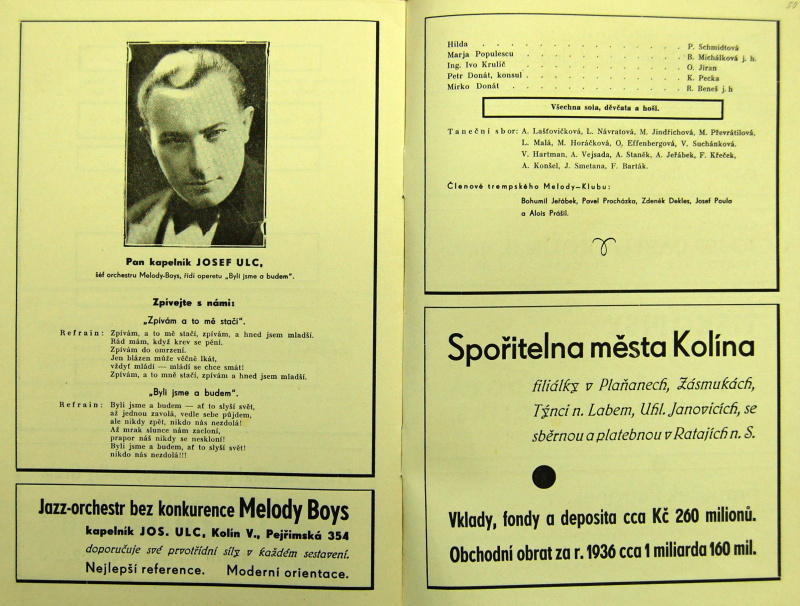 Pan kapelník JOSEF ULC,
šéf orchestru Melody-Boys, řídí operetu „Byli jsme a budem".
Zpívejte s námi:
„Zpívám a to mě stačí".
Refrain: Zpívám, a to mě stačí, zpívám, a hned jsem mladší.
Rád mám, když krev se pění.
Zpívám do omrzení.
Jen blázen může věčně lkát,
vždyť mládí — mládí se chce smát!
Zpívám, a to mně stačí, zpívám a hned jsem mladší.
„Byli jsme a budem".
Refrain: Byli jsme a budem — ať to slyší svět,
až jednou zavolá, vedle sebe půjdem,
ale nikdy zpět, nikdo nás nezdolá!
Až mrak slunce nám zacloní,
prapor náš nikdy se neskloní!
Byli jsme a budem, ať to slyší svět!
nikdo nás nezdolá!!!
Jazz-orchestr bez konkurence Melody Boys
kapelník JOS. ULC, Kolín V., Pejřimská 354
doporučuje své prvotřídní síly v každém sestavení.
Nejlepší reference. Moderní orientace.
Hilda . . . . . . . . . . . P. Schmidtová
Marja Populescu . . . . . . . . . B. Michálková j. h.
Ing. Ivo Krulič . . . . . . . . . . O. Jiran
Petr Donát, konsul . . . . . . . . . K. Pecka
Mirko Donát . . . . . . . . . . R. Beneš j. h
Všechna sola, děvčata a hoši.
Taneční sbor: A. Lašťovičková, L. Návratová, M. Jindřichová, M. Převrátilová.
L. Malá, M. Horáčková, O, Effenbergová, V. Suchánková.
V. Hartman, A. Vejsada, A. Staněk, A. Jeřábek, F. Křeček,
A. Konšel, J. Smetana, F. Barták.
Členové trempského Melody-Klubu:
Bohumil Jeřábek, Pavel Procházka, Zdeněk Dekles, Josef Paula
a Alois Prášil.
Spořitelna města Kolína
filiálky v Plaňanech, Zásmukách,
Týnci n. Labem, Uhl. Janovicích, se
sběrnou a platebnou v Ratajích n. S.
Vklady, fondy a deposita cca Kč 260 milionů.
Obchodní obrat za r. 1936 cca 1 miliarda 160 mil.